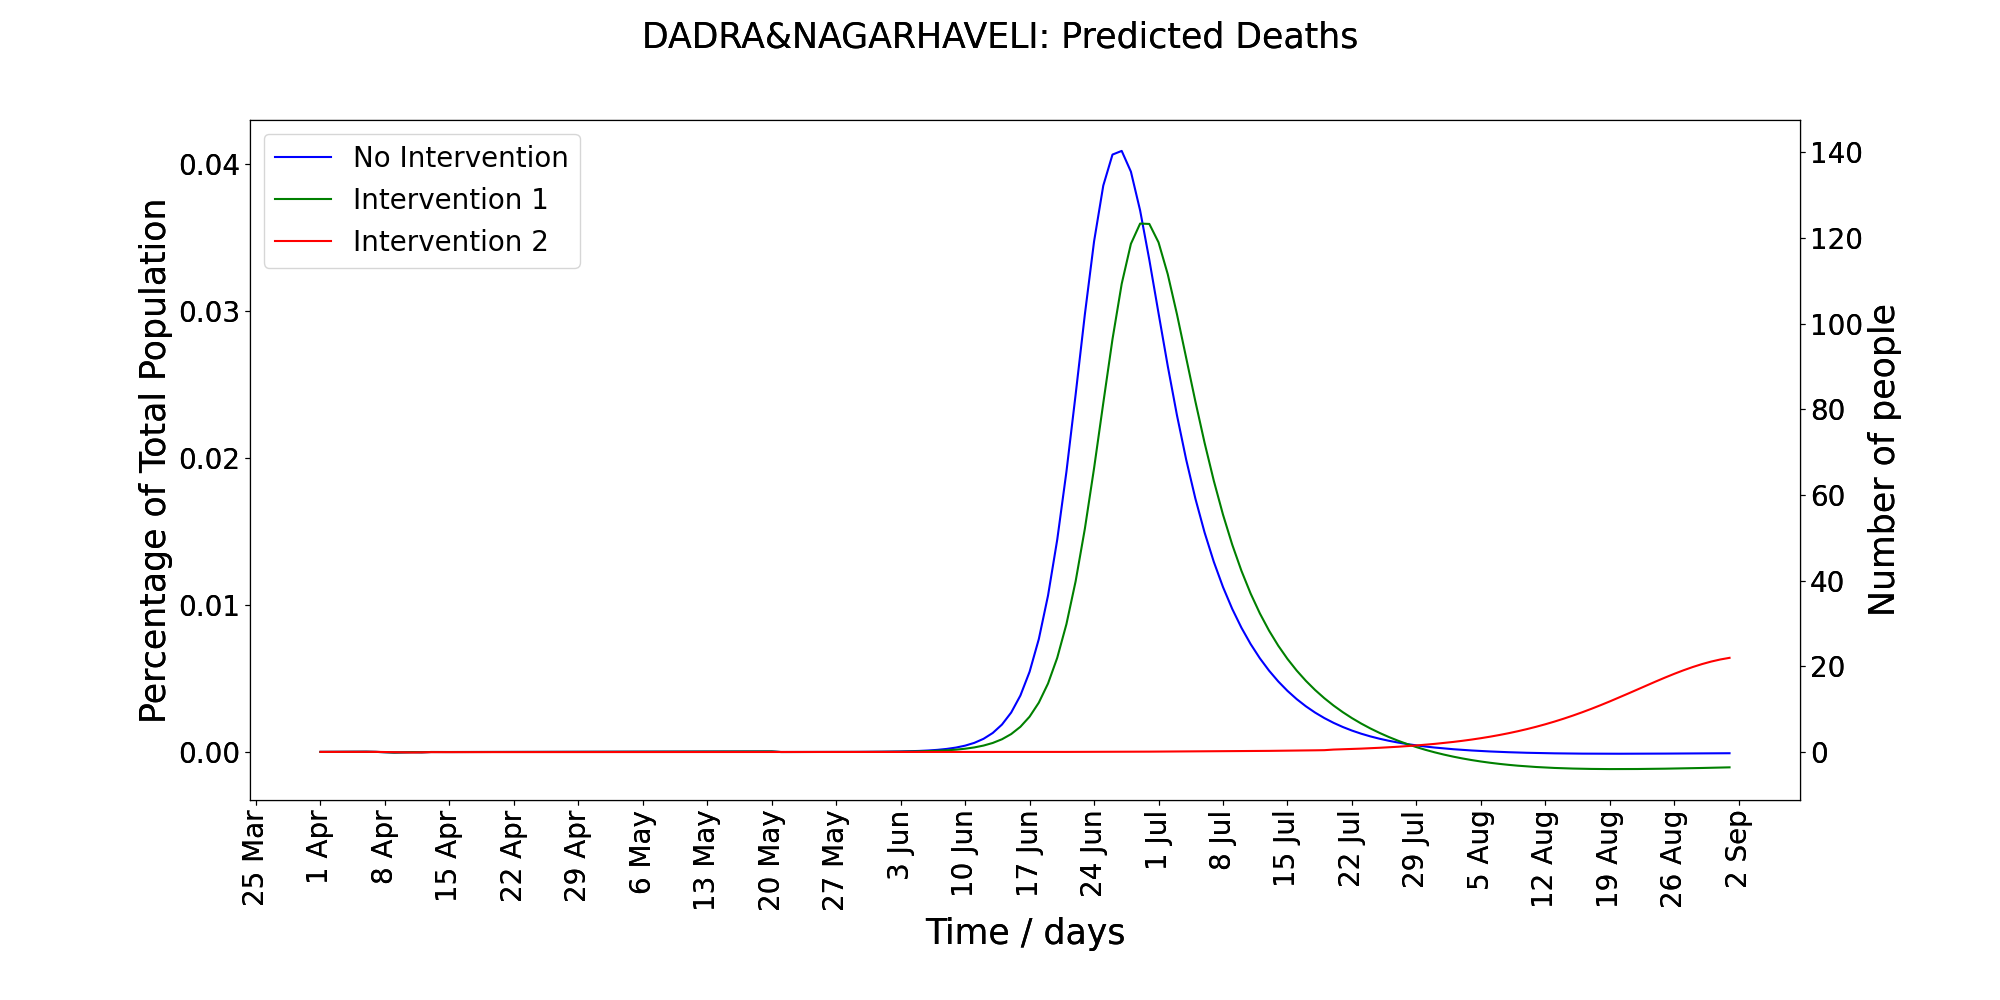 DADRA&NAGARHAVELI: Predicted Deaths
No Intervention
Intervention 1
Intervention 2
Percentage of Total Population
0.04
0.03
0.02
0.01
0.00
140
120
100
80
60
40
20
0
Number of people
25 Mar
1 Apr
8 Apr
15 Apr
22 Apr
29 Apr
6 May
13 May
20 May
27 May
3 Jun
10 Jun
17 Jun
24 Jun
1 Jul
8 Jul
15 Jul
22 Jul
29 Jul
5 Aug
12 Aug
19 Aug
26 Aug
2 Sep
Time / days